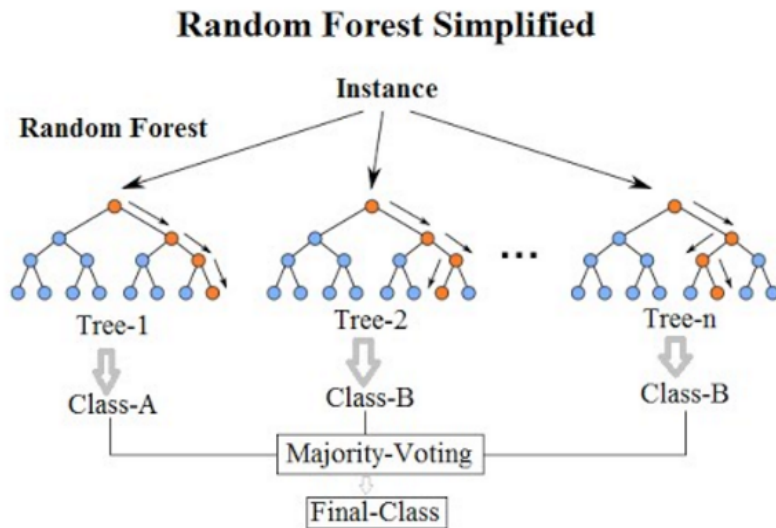 Random Forest Simplified
Instance
Random Forest
...
Tree-1
Tree-2
Tree-n
Class-A
Class-B
Class-B
Majority-Voting
Final-Class